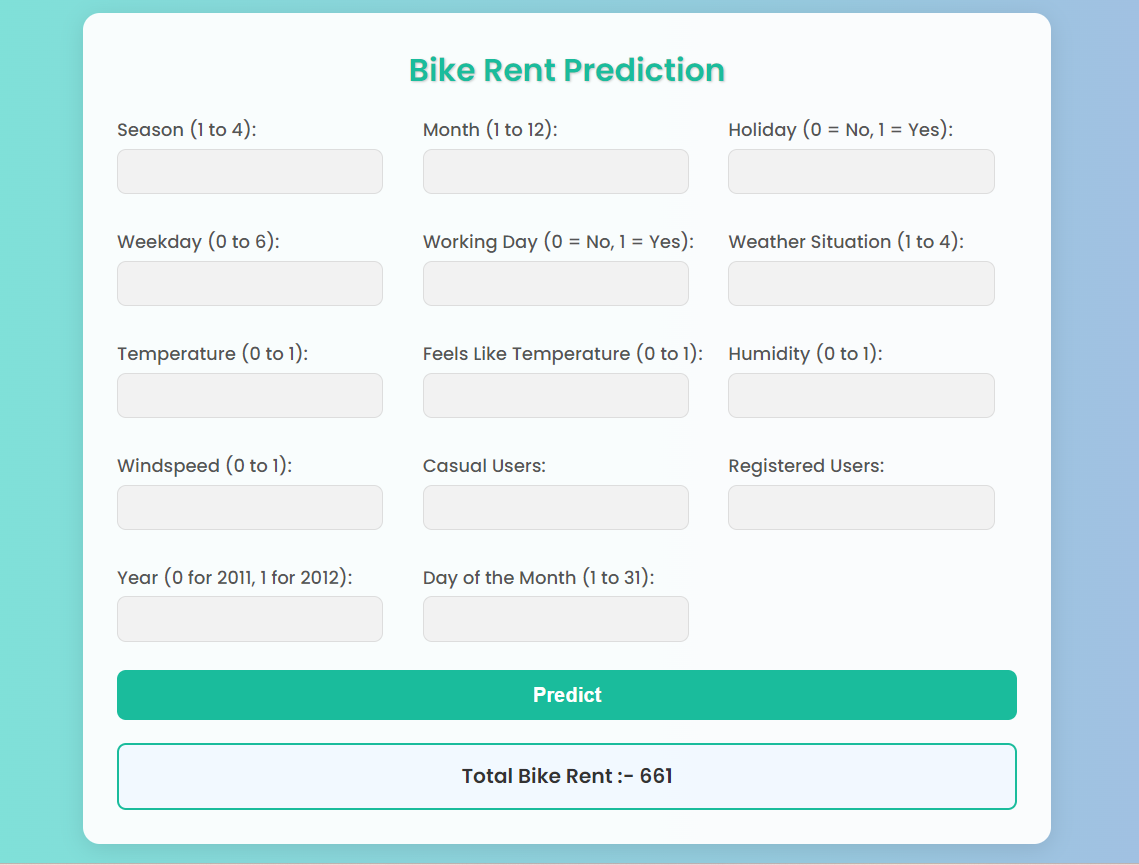 Bike Rent Prediction
Season (1 to 4):
Month (1 to 12):
Holiday (0 = No, 1 = Yes):
Weekday (0 to 6):
Working Day (0 = No, 1 = Yes):
Weather Situation (1 to 4):
Temperature (0 to 1):
Feels Like Temperature (0 to 1):
Humidity (0 to 1):
Windspeed (0 to 1):
Casual Users:
Registered Users:
Year (0 for 2011, 1 for 2012):
Day of the Month (1 to 31):
Predict
Total Bike Rent :- 661